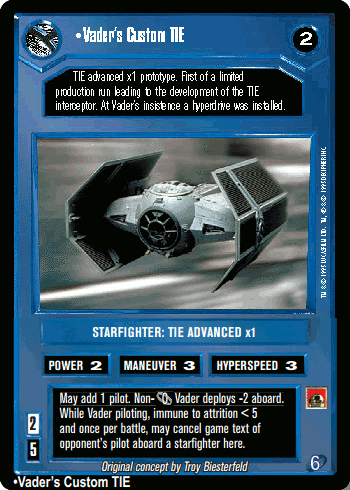 •Vader's Custom TIE
2
TIE advanced x1 prototype. First of a limited
production run leading to the development of the TIE
interceptor. At Vader's insistence a hyperdrive was installed.
STARFIGHTER: TIE ADVANCED x1
POWER 2 MANEUVER 3 HYPERSPEED 3
May add 1 pilot. Non- Vader deploys -2 aboard.
While Vader piloting, immune to attrition < 5
and once per battle, may cancel game text of
opponent's pilot aboard a starfighter here.
2
5
6
Original concept by Troy Biesterfeld
•Vader's Custom TIE